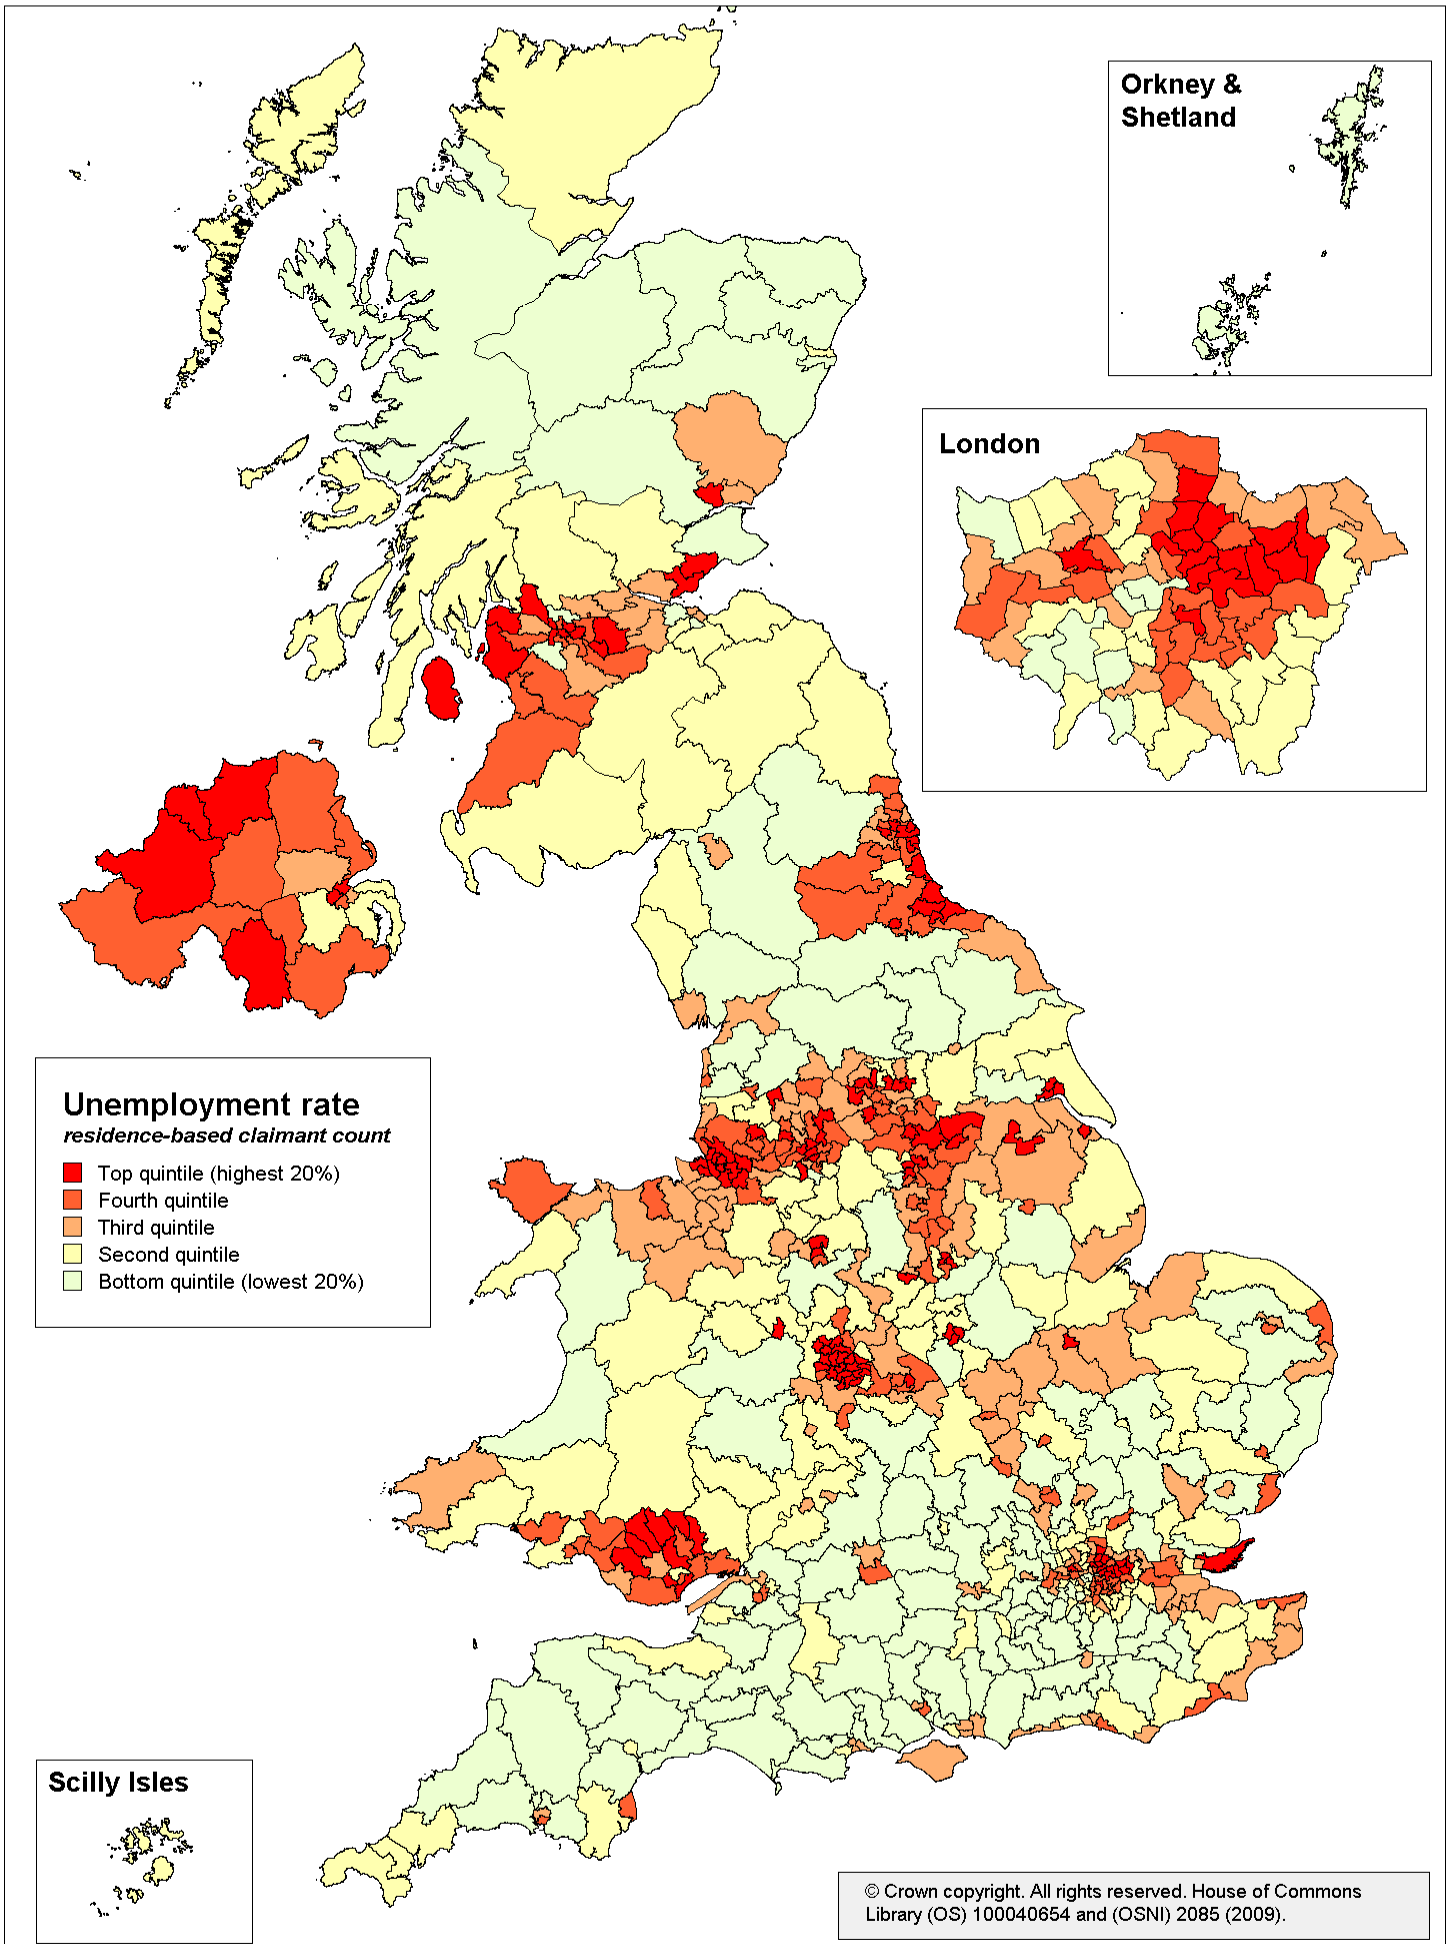 Orkney &
Shetland
London
Unemployment rate
residence-based claimant count
Top quintile (highest 20%)
Fourth quintile
Third quintile
Second quintile
Bottom quintile (lowest 20%)
Scilly Isles
© Crown copyright. All rights reserved. House of Commons
Library (OS) 100040654 and (OSNI) 2085 (2009).